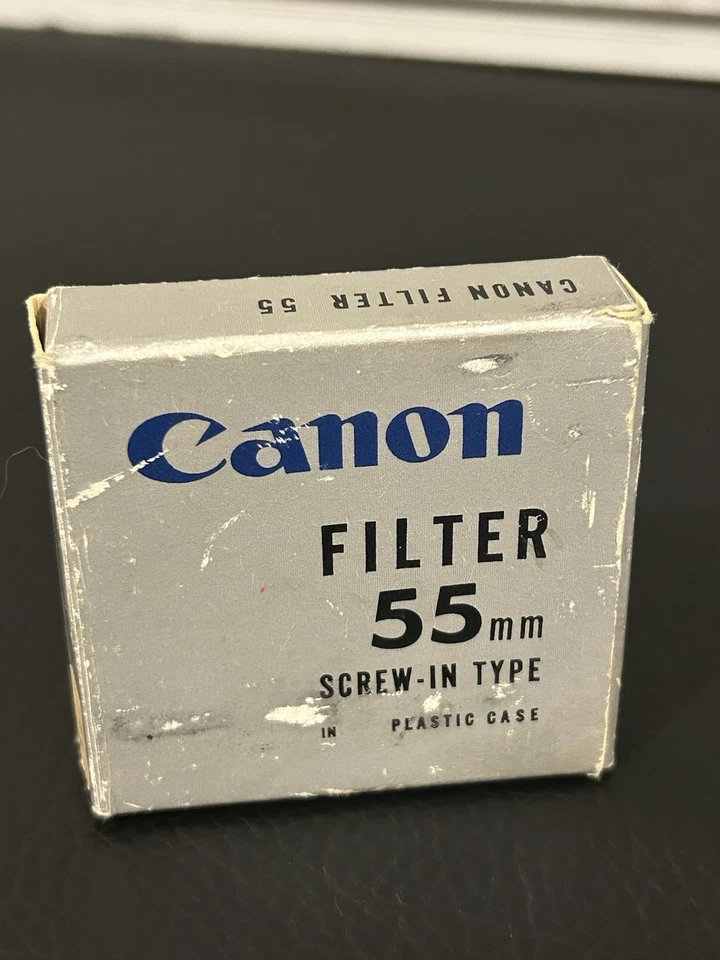 CANON FILTER 55
Canon
FILTER
55mm
SCREW-IN TYPE
IN PLASTIC CASE